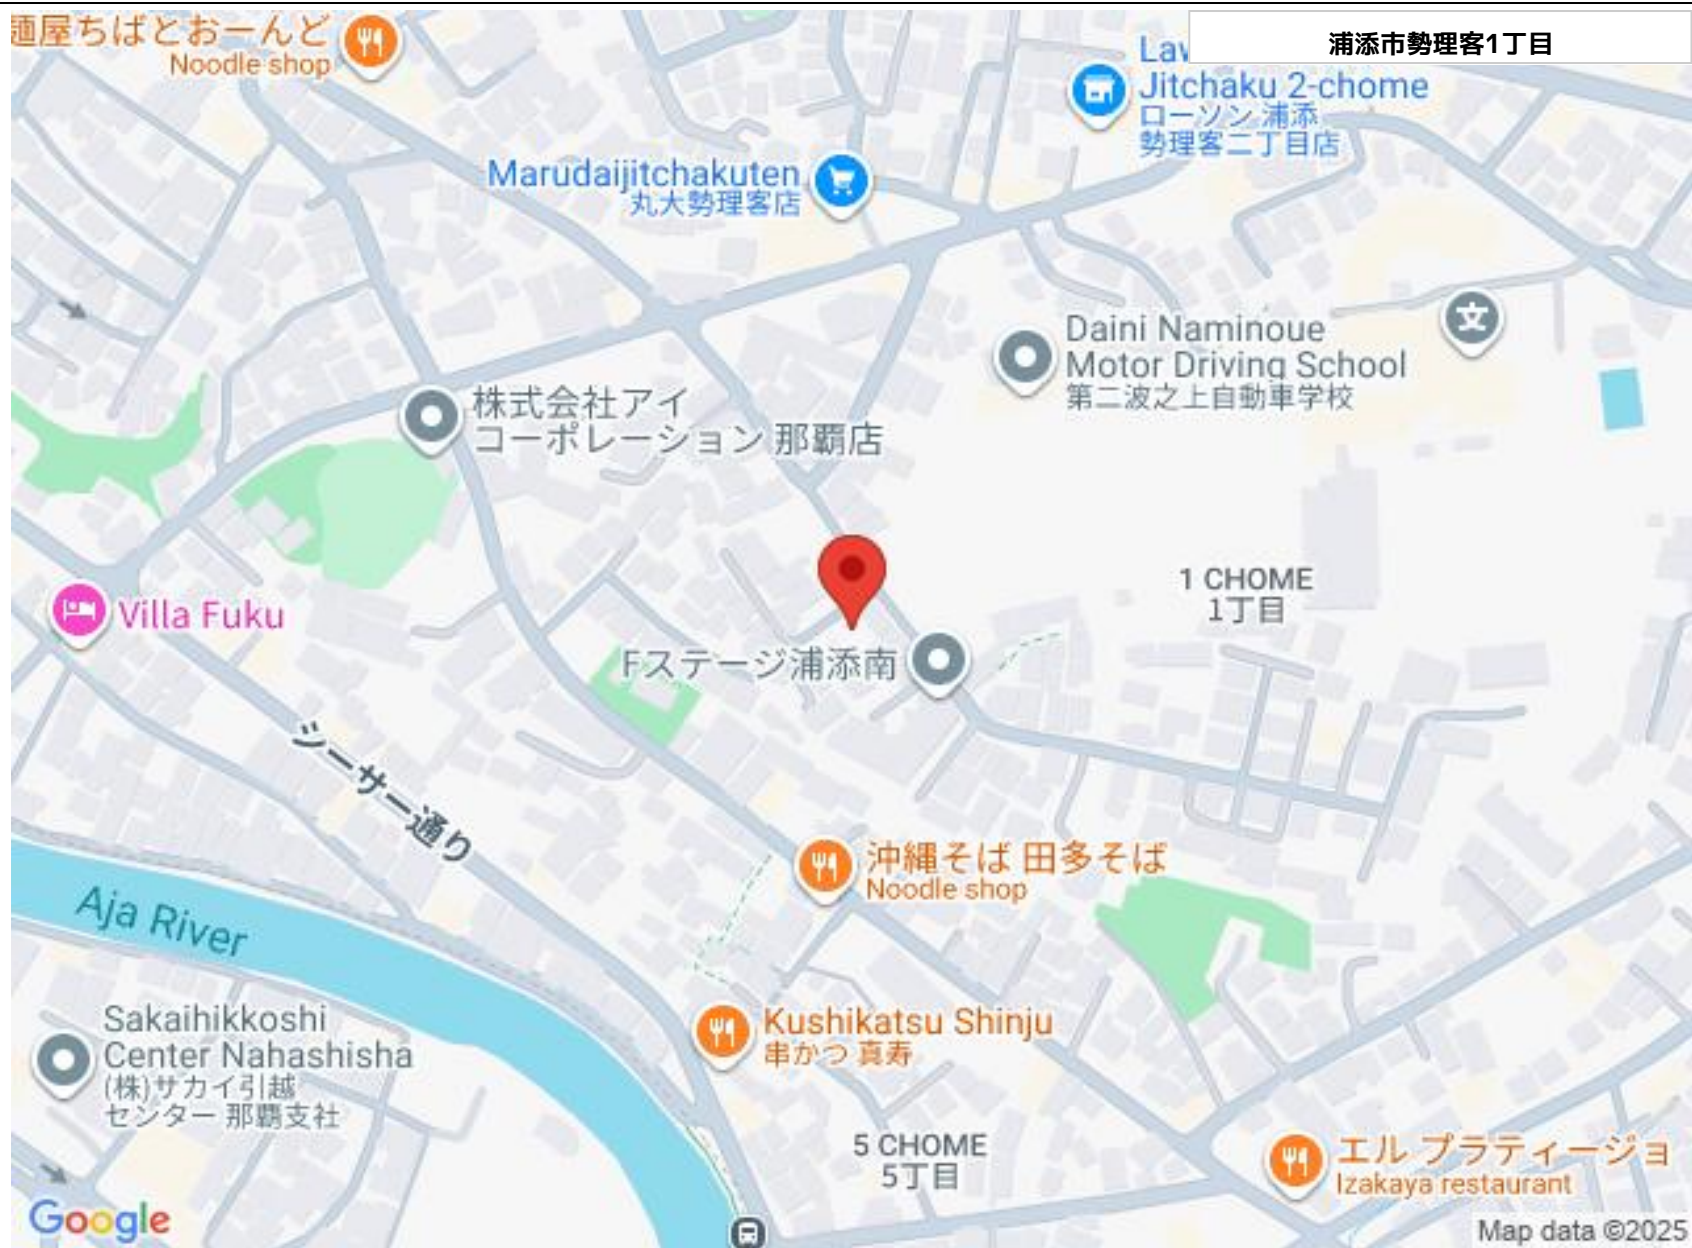 麺屋ちばとおーんど
Noodle shop
浦添市勢理客1丁目
Jitchaku 2-chome
ローソン 浦添
勢理客二丁目店
Marudaijitchakuten
丸大勢理客店
Daini Naminoue
Motor Driving School
第二波之上自動車学校
文
株式会社アイ
コーポレーション 那覇店
1 CHOME
1丁目
Villa Fuku
Fステージ浦添南
シーサー通り
沖縄そば 田多そば
Noodle shop
Aja River
Kushikatsu Shinju
串かつ 真寿
Sakaihikkoshi
Center Nahashisha
(株)サカイ引越
センター 那覇支社
5 CHOME
5丁目
エル プラティージョ
Izakaya restaurant
Google
Map data ©2025